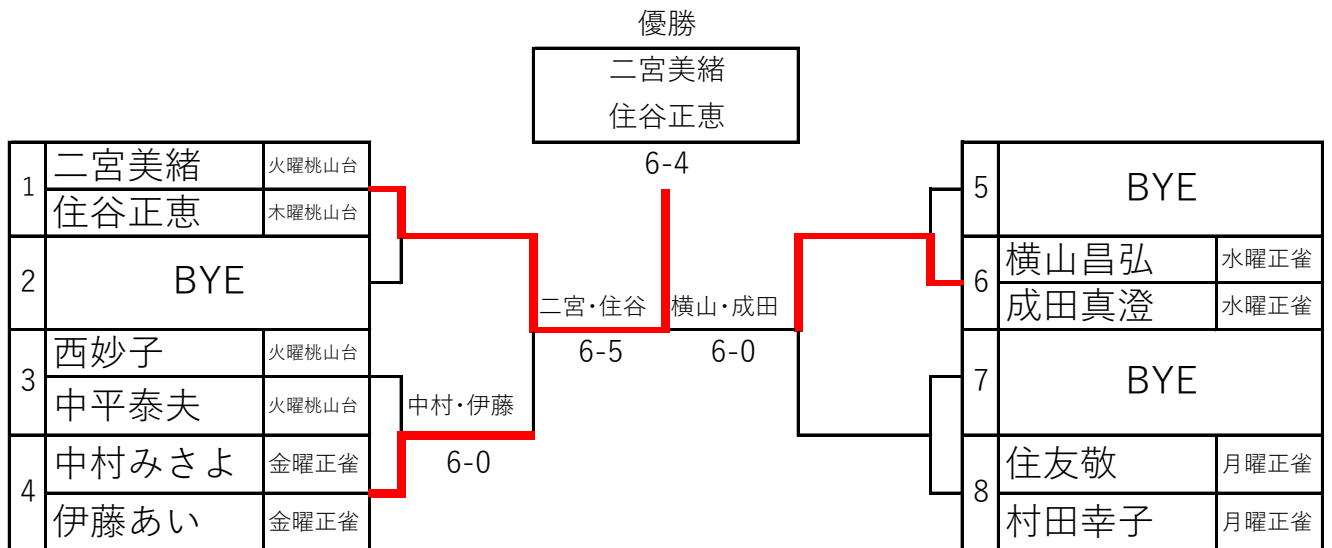 優勝
二宮美緒
住谷正恵
6-4
1 二宮美緒 火曜桃山台
住谷正恵 木曜桃山台
2 BYE
3 西妙子 火曜桃山台
中平泰夫 火曜桃山台
4 中村みさよ 金曜正雀
伊藤あい 金曜正雀
中村・伊藤
6-0
二宮・住谷
6-5
横山・成田
6-0
5 BYE
6 横山昌弘 水曜正雀
成田真澄 水曜正雀
7 BYE
8 住友敬 月曜正雀
村田幸子 月曜正雀